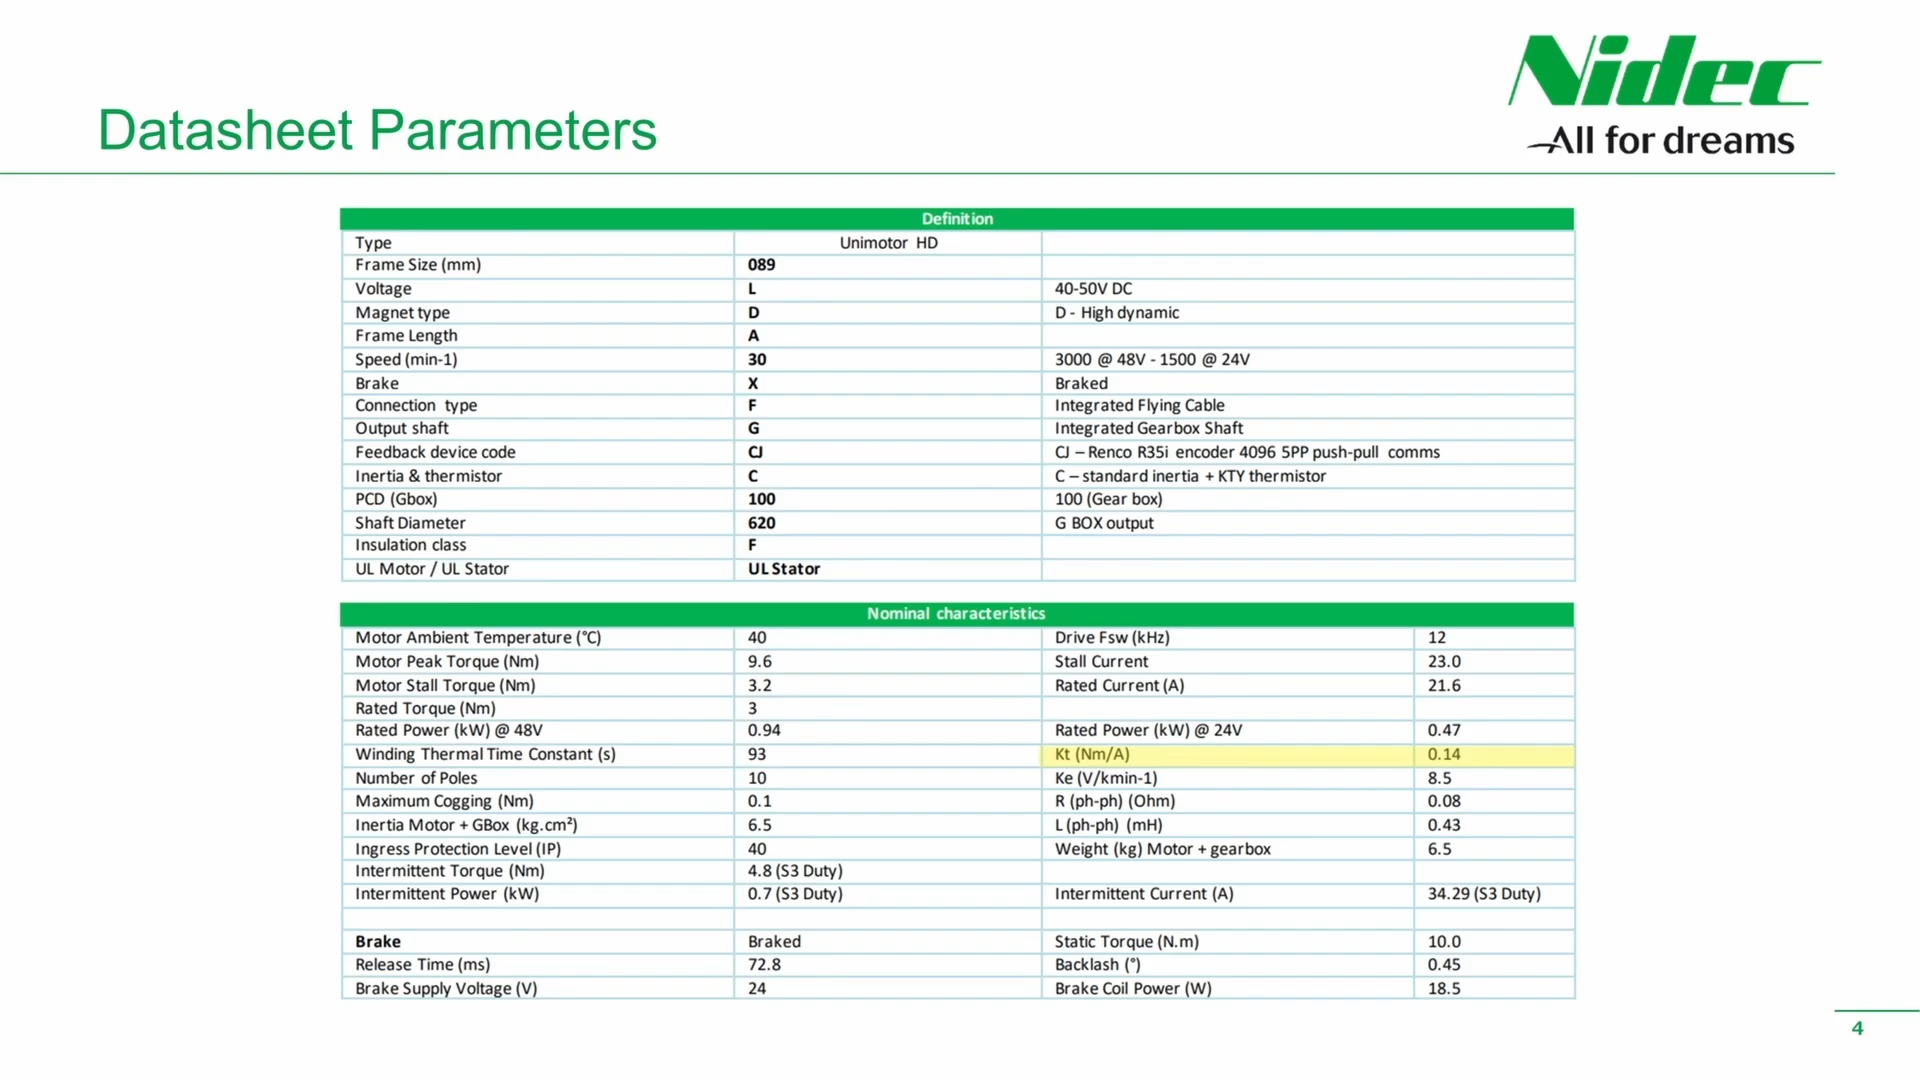 Nidec
All for dreams
Datasheet Parameters
Definition
Type Unimotor HD
Frame Size (mm) 089
Voltage L 40-50V DC
Magnet type D D - High dynamic
Frame Length A
Speed (min-1) 30 3000 @ 48V - 1500 @ 24V
Brake X Braked
Connection type F Integrated Flying Cable
Output shaft G Integrated Gearbox Shaft
Feedback device code CJ CJ – Renco R35i encoder 4096 5PP push-pull comms
Inertia & thermistor C C – standard inertia + KTY thermistor
PCD (Gbox) 100 100 (Gear box)
Shaft Diameter 620 G BOX output
Insulation class F
UL Motor / UL Stator UL Stator
Nominal characteristics
Motor Ambient Temperature (°C) 40 Drive Fsw (kHz) 12
Motor Peak Torque (Nm) 9.6 Stall Current 23.0
Motor Stall Torque (Nm) 3.2 Rated Current (A) 21.6
Rated Torque (Nm) 3
Rated Power (kW) @ 48V 0.94 Rated Power (kW) @ 24V 0.47
Winding Thermal Time Constant (s) 93 Kt (Nm/A) 0.14
Number of Poles 10 Ke (V/kmin-1) 8.5
Maximum Cogging (Nm) 0.1 R (ph-ph) (Ohm) 0.08
Inertia Motor + GBox (kg.cm²) 6.5 L (ph-ph) (mH) 0.43
Ingress Protection Level (IP) 40 Weight (kg) Motor + gearbox 6.5
Intermittent Torque (Nm) 4.8 (S3 Duty)
Intermittent Power (kW) 0.7 (S3 Duty) Intermittent Current (A) 34.29 (S3 Duty)
Brake Braked Static Torque (N.m) 10.0
Release Time (ms) 72.8 Backlash (°) 0.45
Brake Supply Voltage (V) 24 Brake Coil Power (W) 18.5
4